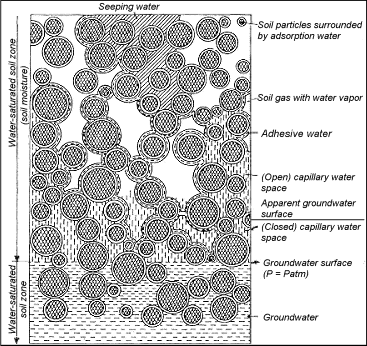 Seeping water
Soil particles surrounded
by adsorption water
Soil gas with water vapor
Adhesive water
(Open) capillary water
space
Apparent groundwater
surface
(Closed) capillary water
space
Groundwater surface
(P = Patm)
Groundwater
Water-saturated soil zone
(soil moisture)
Water-saturated
soil zone